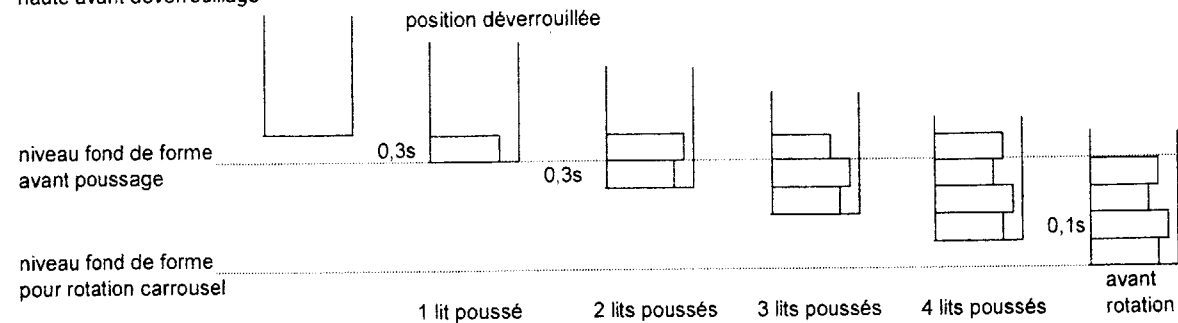 haute avant déverrouillage
position déverrouillée
niveau fond de forme
avant poussage
0,3s
0,3s
0,1s
niveau fond de forme
pour rotation carrousel
1 lit poussé
2 lits poussés
3 lits poussés
4 lits poussés
avant
rotation